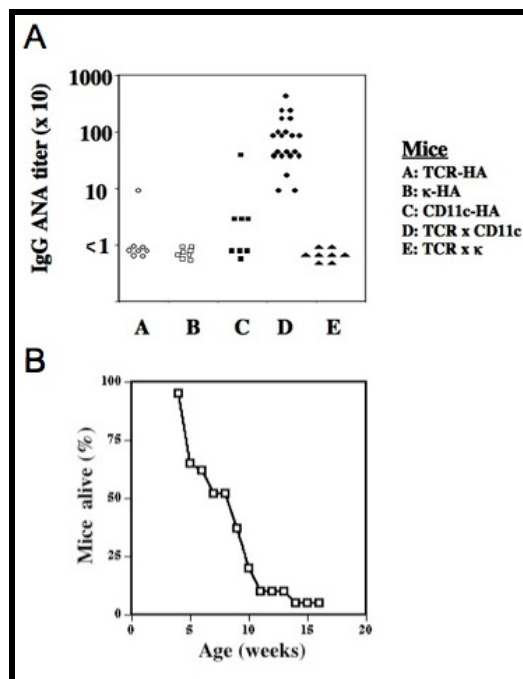 A
IgG ANA titer (x 10)
1000
100
10
<1
A B C D E
Mice
A: TCR-HA
B: κ-HA
C: CD11c-HA
D: TCR x CD11c
E: TCR x κ
B
Mice alive (%)
100
75
50
25
0
0 5 10 15 20
Age (weeks)